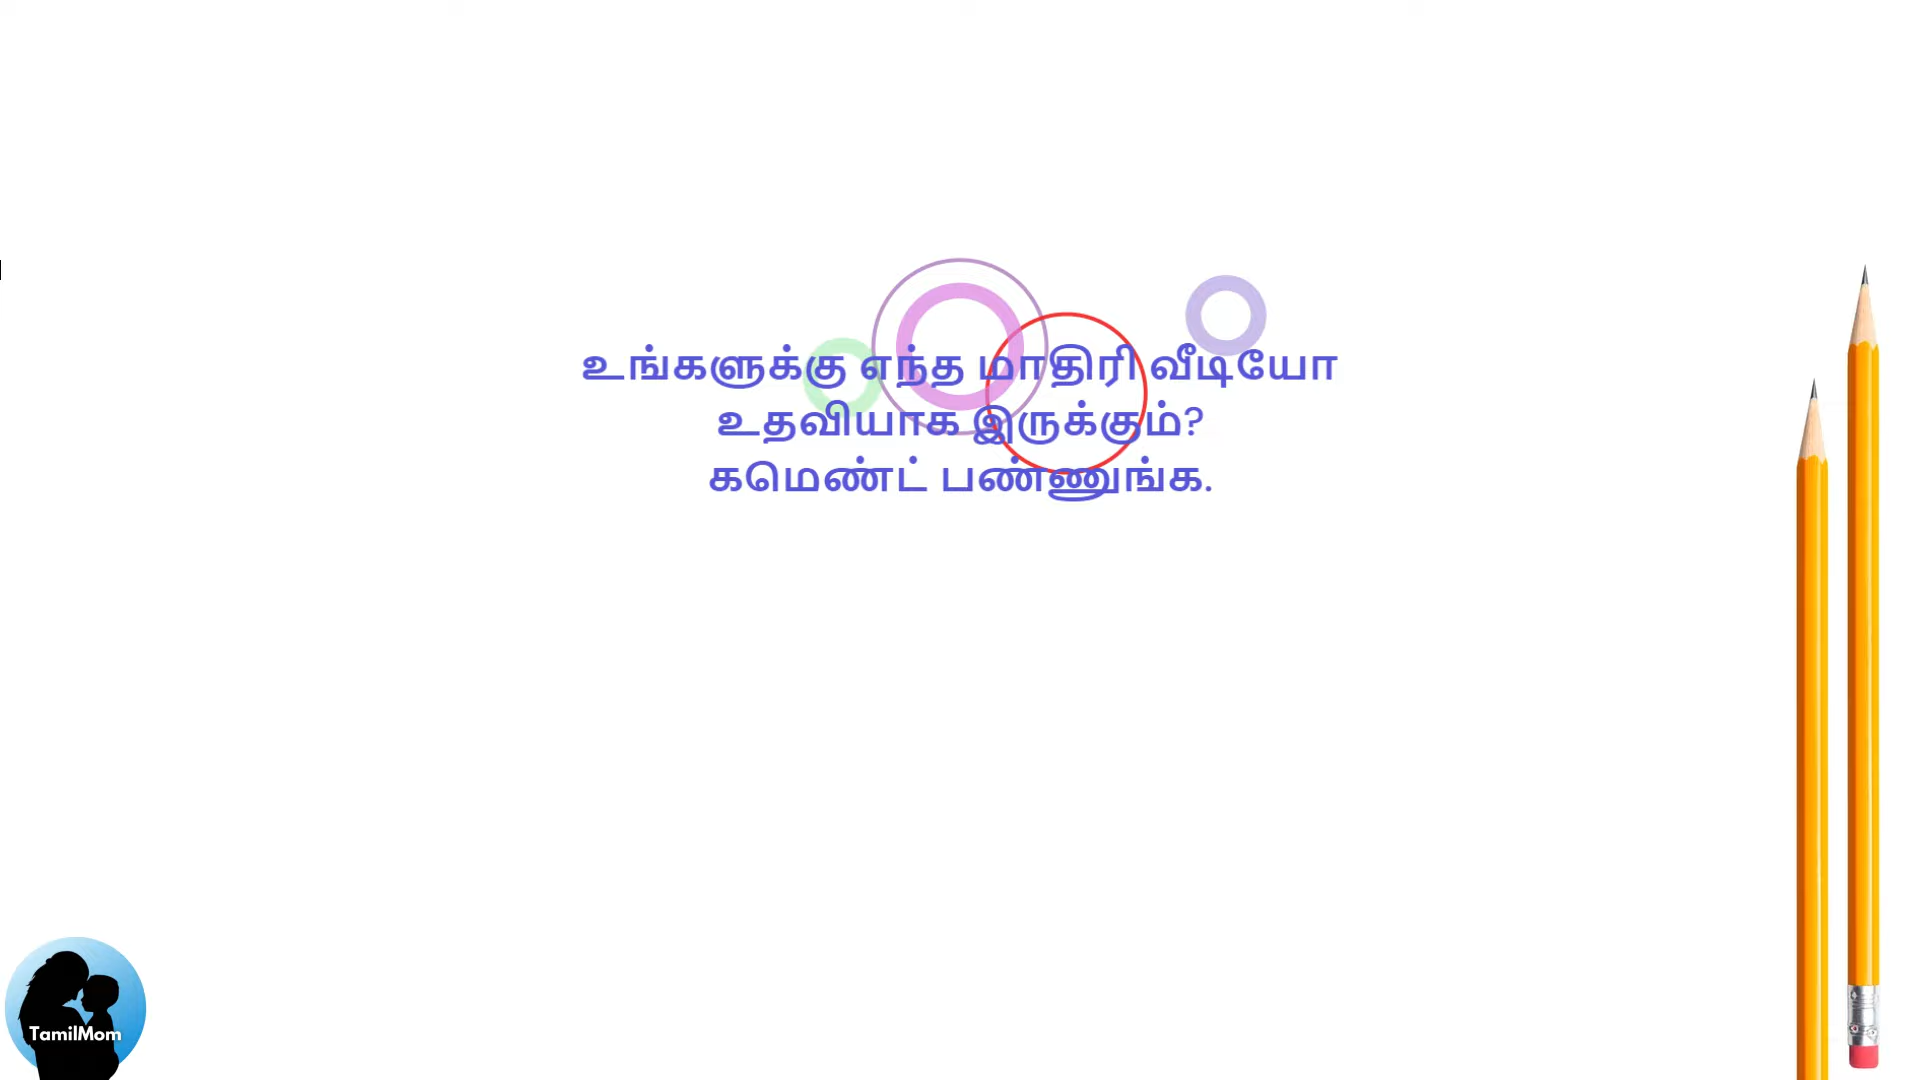 உங்களுக்கு எந்த மாதிரி வீடியோ
உதவியாக இருக்கும்?
கமெண்ட் பண்ணுங்க.
TamilMom